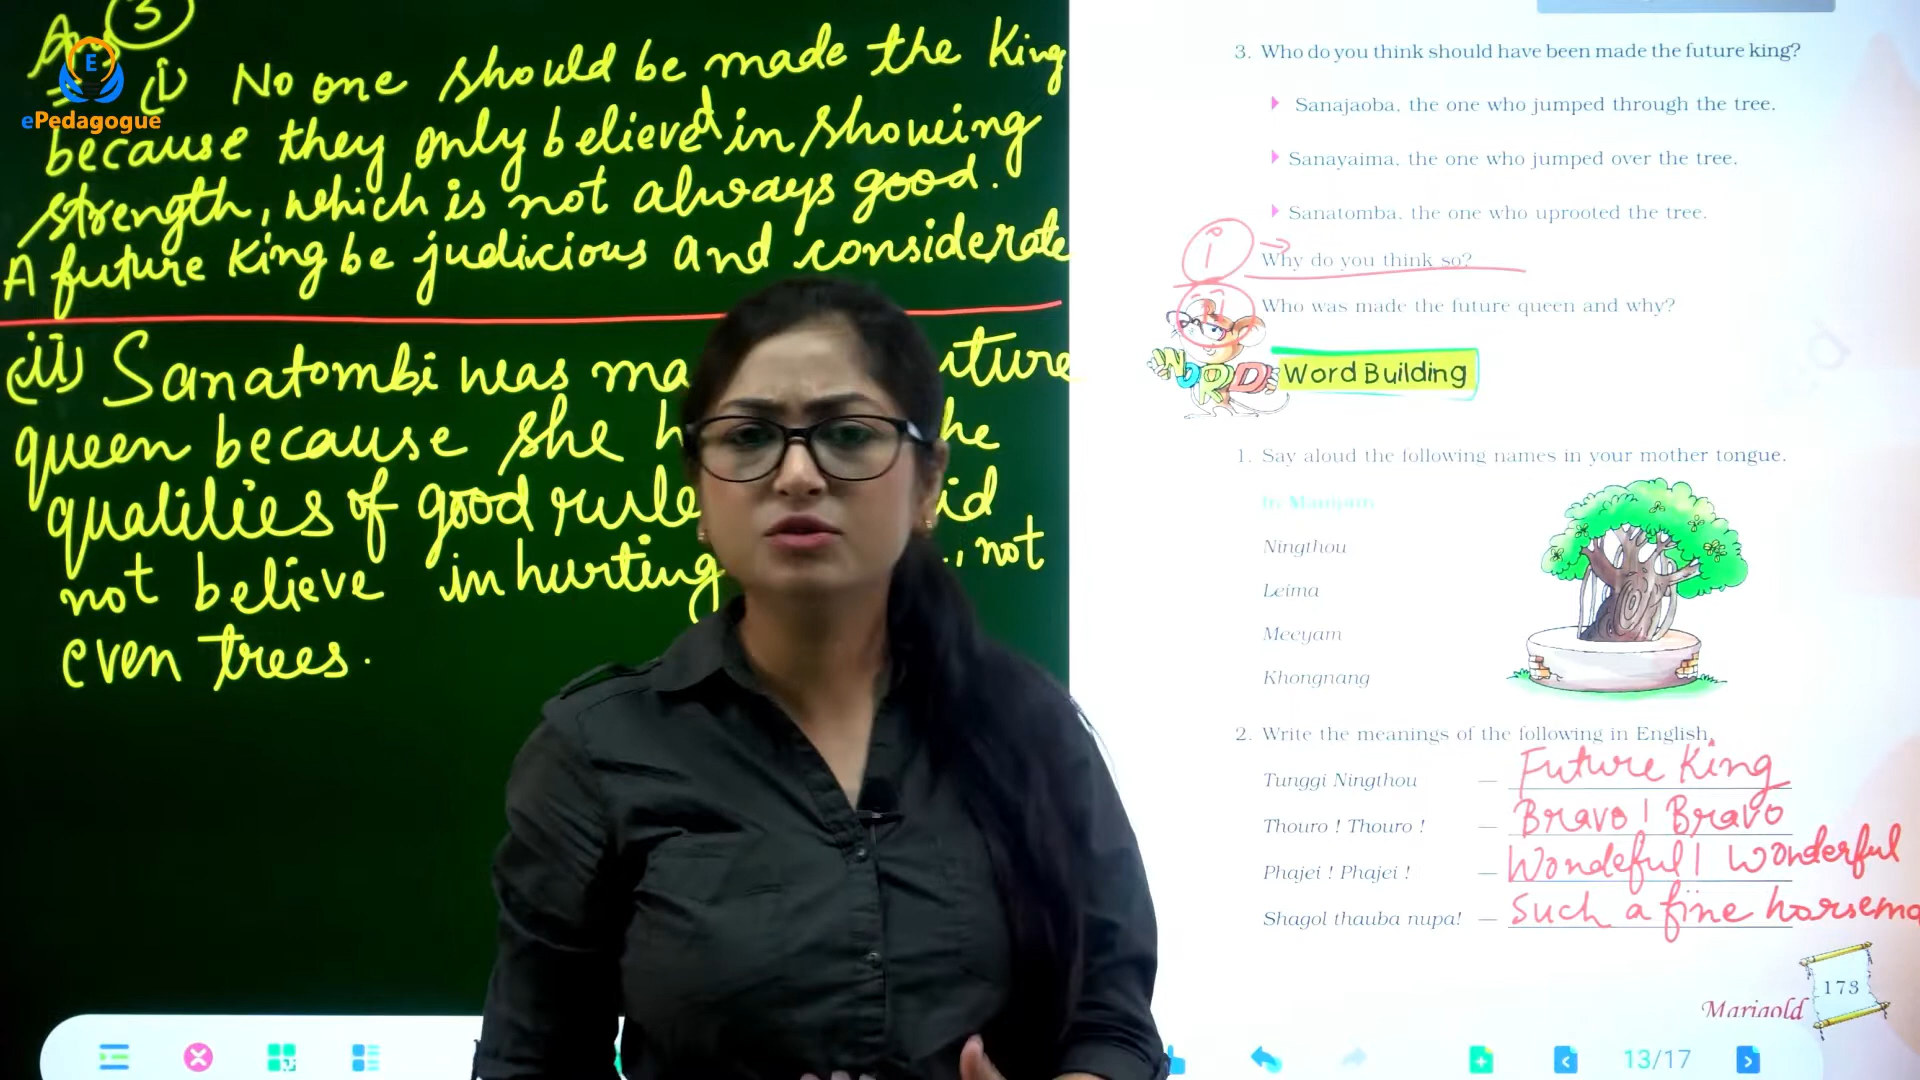 Ans 3
ePedagogue
(i) No one should be made the King
because they only believed in showing
strength, which is not always good.
A future King be judicious and considerate
(ii) Sanatombi was
queen because she
qualities of good
not believe in hurting not
even trees.
3. Who do you think should have been made the future king?
Sanajaoba, the one who jumped through the tree.
Sanayaima, the one who jumped over the tree.
Sanatomba, the one who uprooted the tree.
i → Why do you think so?
ii Who was made the future queen and why?
WORDS
Word Building
1. Say aloud the following names in your mother tongue.
In Manipuri
Ningthou
Leima
Meeyam
Khongnang
2. Write the meanings of the following in English.
Tunggi Ningthou — Future King
Thouro ! Thouro ! — Bravo ! Bravo
Phajei ! Phajei ! — Wondeful ! Wonderful
Shagol thauba nupa! — Such a fine
173
Marigold
13/17